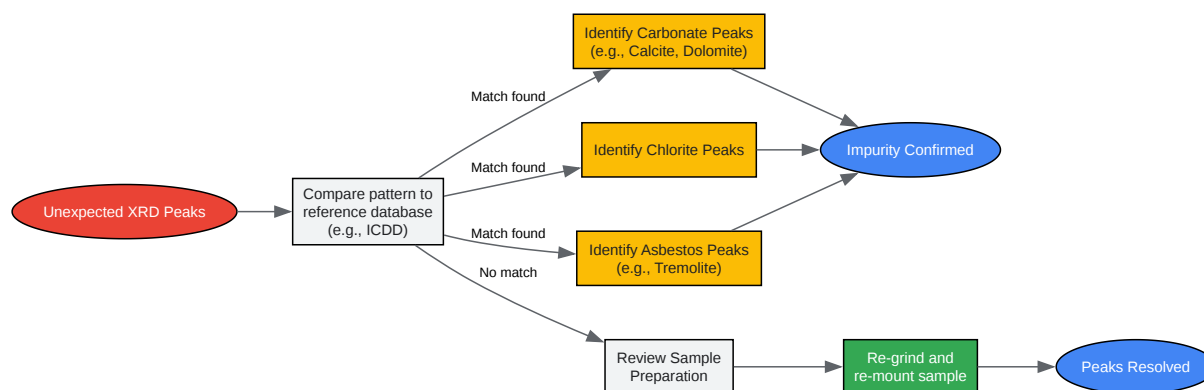 Identify Carbonate Peaks
(e.g., Calcite, Dolomite)
Match found
Identify Chlorite Peaks
Impurity Confirmed
Match found
Unexpected XRD Peaks
Compare pattern to
reference database
(e.g., ICDD)
Match found
Identify Asbestos Peaks
(e.g., Tremolite)
No match
Review Sample
Preparation
Re-grind and
re-mount sample
Peaks Resolved